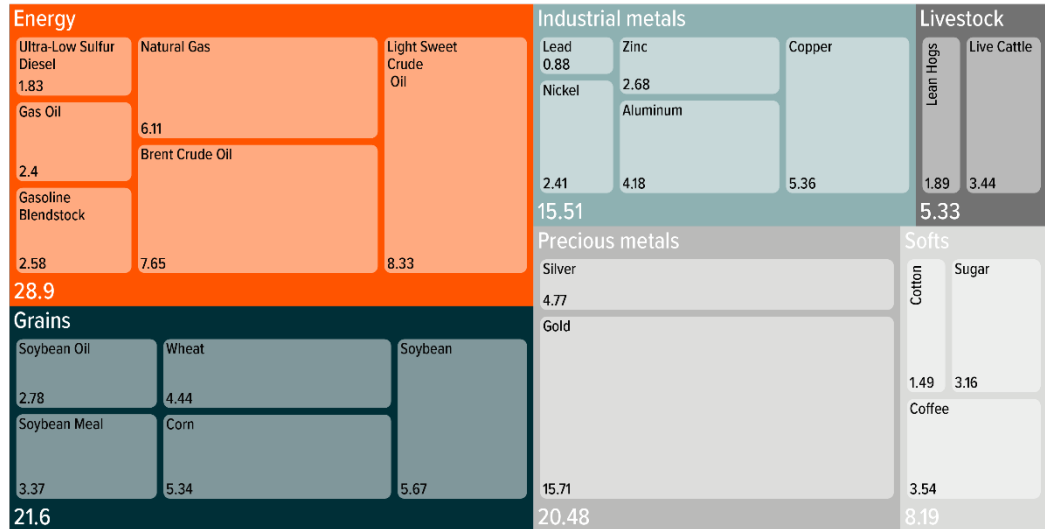 Energy
Ultra-Low Sulfur
Diesel
1.83
Gas Oil
2.4
Gasoline
Blendstock
2.58
Natural Gas
6.11
Brent Crude Oil
7.65
Light Sweet
Crude
Oil
8.33
28.9
Industrial metals
Lead
0.88
Nickel
2.41
Zinc
2.68
Aluminum
4.18
Copper
5.36
15.51
Livestock
Lean Hogs
1.89
Live Cattle
3.44
5.33
Grains
Soybean Oil
2.78
Soybean Meal
3.37
Wheat
4.44
Corn
5.34
Soybean
5.67
21.6
Precious metals
Silver
4.77
Gold
15.71
20.48
Softs
Cotton
1.49
Sugar
3.16
Coffee
3.54
8.19